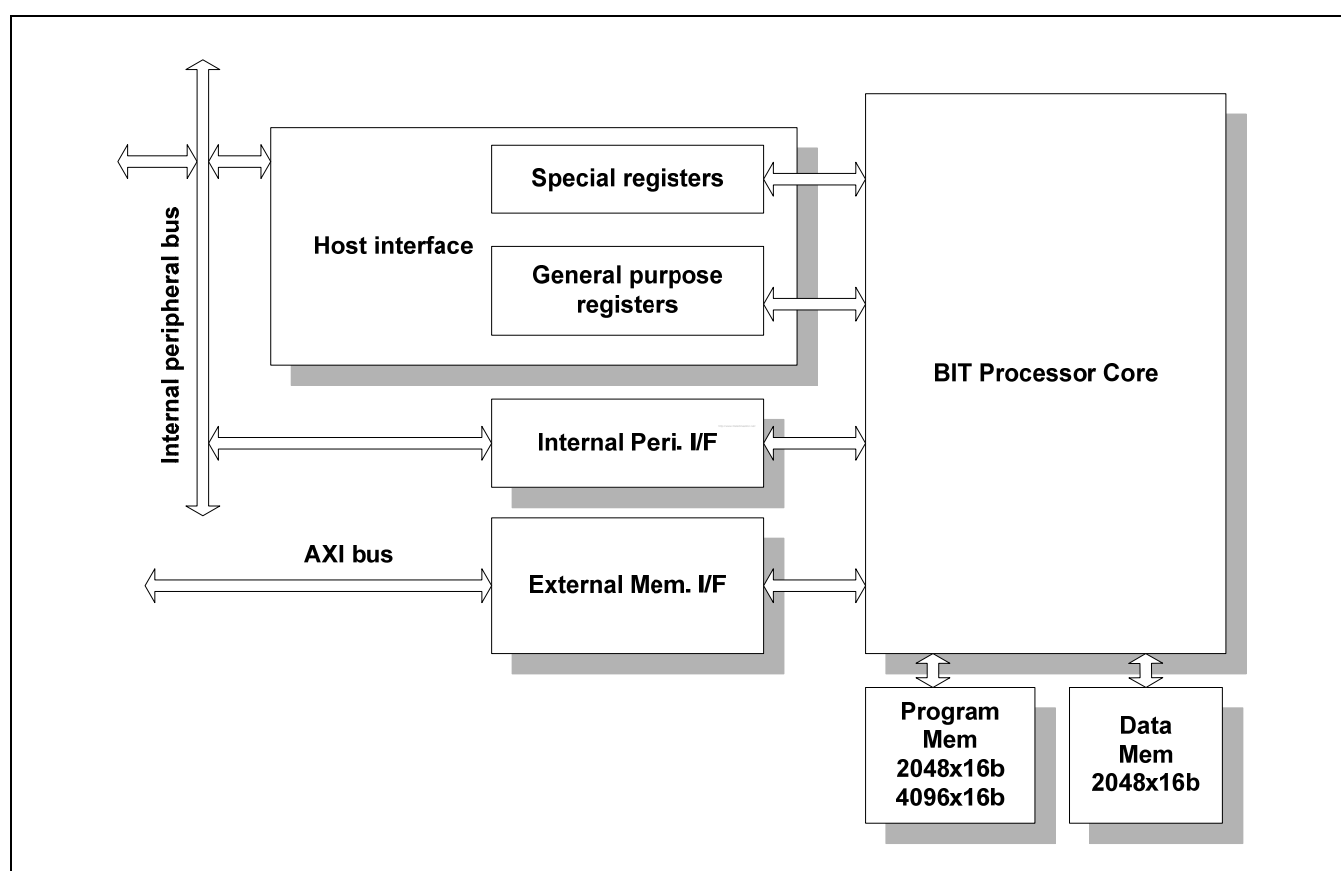 Internal peripheral bus
Host interface
Special registers
General purpose
registers
BIT Processor Core
Internal Peri. I/F
AXI bus
External Mem. I/F
Program
Mem
2048x16b
4096x16b
Data
Mem
2048x16b